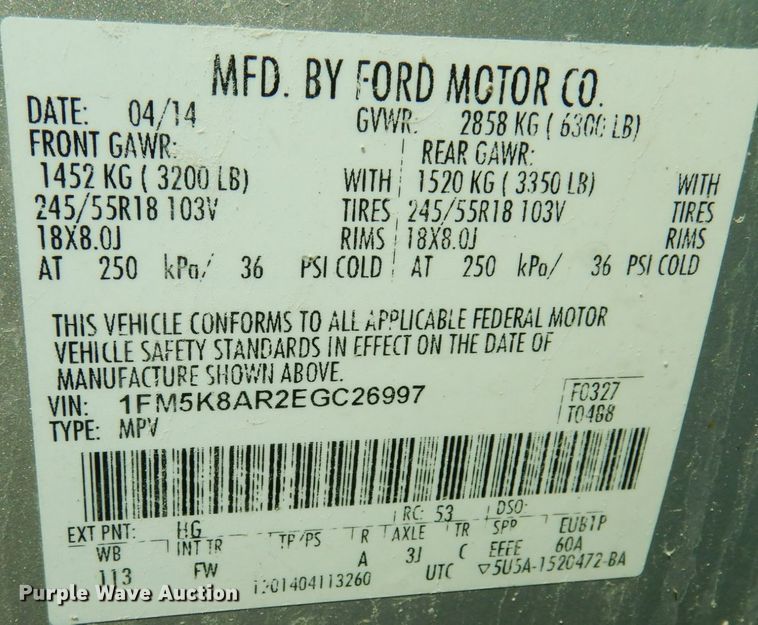 MFD. BY FORD MOTOR CO.
DATE: 04/14 GVWR: 2858 KG ( 6300 LB)
FRONT GAWR: REAR GAWR:
1452 KG ( 3200 LB) WITH 1520 KG ( 3350 LB) WITH
245/55R18 103V TIRES 245/55R18 103V TIRES
18X8.0J RIMS 18X8.0J RIMS
AT 250 kPa/ 36 PSI COLD AT 250 kPa/ 36 PSI COLD
THIS VEHICLE CONFORMS TO ALL APPLICABLE FEDERAL MOTOR
VEHICLE SAFETY STANDARDS IN EFFECT ON THE DATE OF
MANUFACTURE SHOWN ABOVE.
VIN: 1FM5K8AR2EGC26997 F0327
TYPE: MPV T0488
EXT PNT: HG RC: 53 DSO:
WB INT TR TP/PS R AXLE TR SPR EUB1P
113 FW A 3J C EEEE 60A
1201404113260 UTC ▽5U5A-1520472-BA
Purple Wave Auction